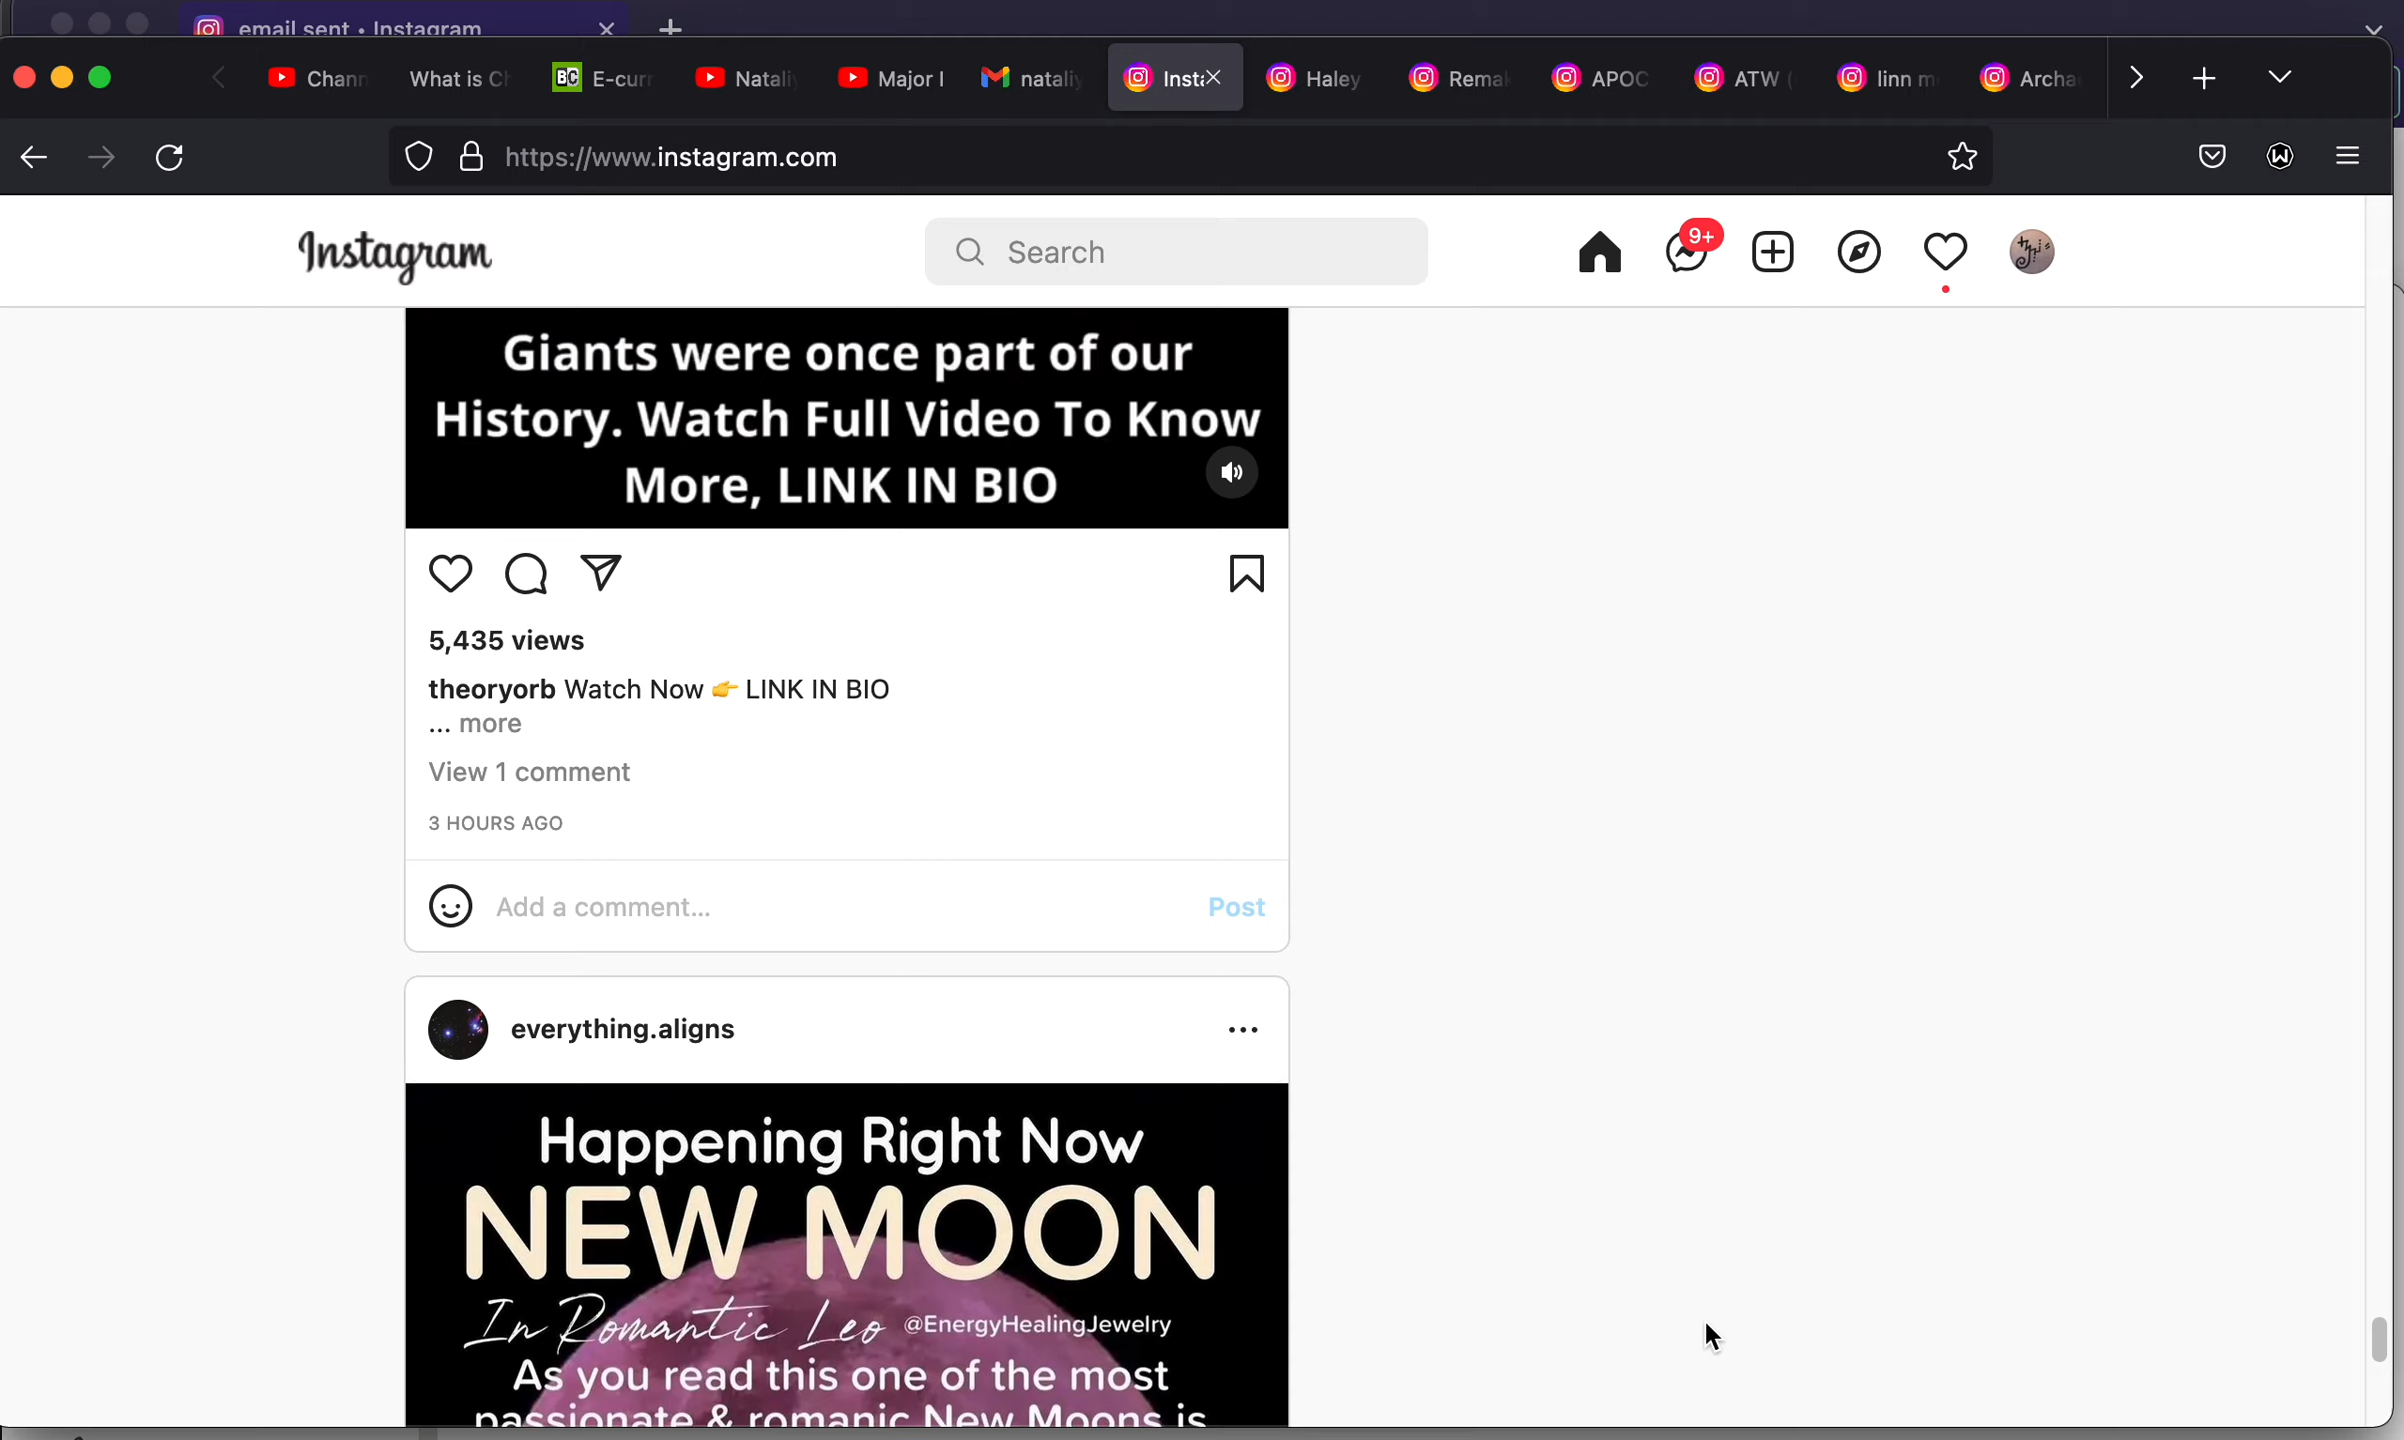 email sent • Instagram
Chann
What is Ch
E-curr
Nataliy
Major I
nataliy
Insta
Haley
Remak
APOC
ATW (
linn m
Archa
https://www.instagram.com
Instagram
Search
9+
Giants were once part of our
History. Watch Full Video To Know
More, LINK IN BIO
5,435 views
theoryorb Watch Now 👉 LINK IN BIO
... more
View 1 comment
3 HOURS AGO
Add a comment...
Post
everything.aligns
Happening Right Now
NEW MOON
In Romantic Leo @EnergyHealingJewelry
As you read this one of the most
passionate & romanic New Moons is